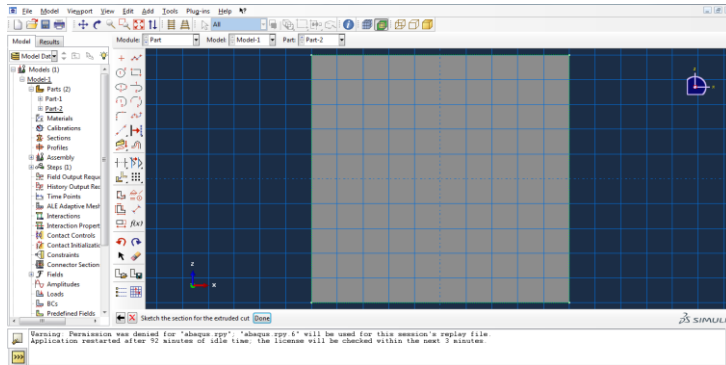 File Model Viewport View Edit Add Tools Plug-ins Help
All
Model Results
Module: Part Model: Model-1 Part: Part-2
Model Dat
Models (1)
Model-1
Parts (2)
Part-1
Part-2
Materials
Calibrations
Sections
Profiles
Assembly
Steps (1)
Field Output Reque
History Output Rec
Time Points
ALE Adaptive Mesh
Interactions
Interaction Propert
Contact Controls
Contact Initializatic
Constraints
Connector Section
Fields
Amplitudes
Loads
BCs
Predefined Fields
f(x)
z
x
Sketch the section for the extruded cut Done
SIMULI
Warning: Permission was denied for "abaqus.rpy"; "abaqus.rpy.6" will be used for this session's replay file.
Application restarted after 92 minutes of idle time; the license will be checked within the next 3 minutes.
>>>